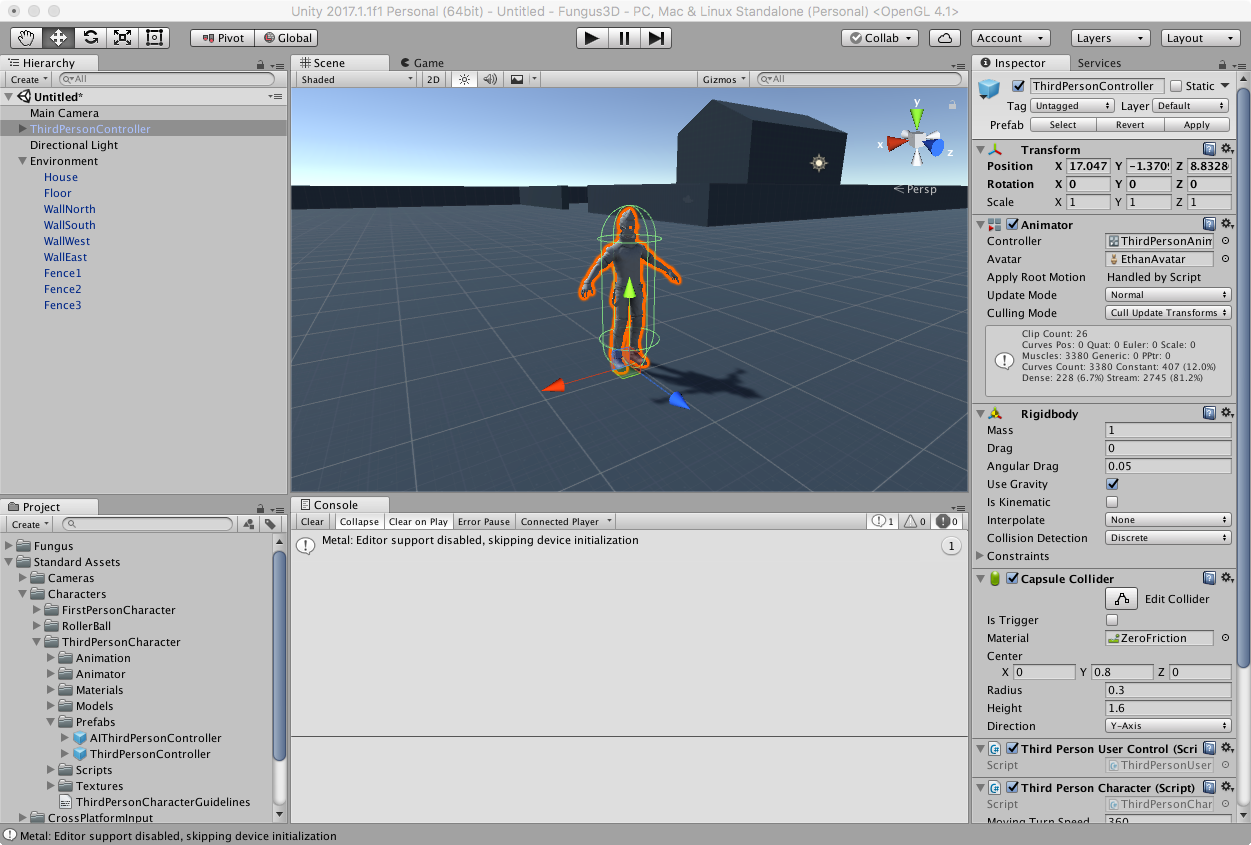 Unity 2017.1.1f1 Personal (64bit) - Untitled - Fungus3D - PC, Mac & Linux Standalone (Personal) <OpenGL 4.1>
Pivot Global Collab Account Layers Layout
Hierarchy
Create All
Untitled*
Main Camera
ThirdPersonController
Directional Light
Environment
House
Floor
WallNorth
WallSouth
WallWest
WallEast
Fence1
Fence2
Fence3
Scene Game
Shaded 2D Gizmos All
y
x
z
Persp
Project
Create
Fungus
Standard Assets
Cameras
Characters
FirstPersonCharacter
RollerBall
ThirdPersonCharacter
Animation
Animator
Materials
Models
Prefabs
AIThirdPersonController
ThirdPersonController
Scripts
Textures
ThirdPersonCharacterGuidelines
CrossPlatformInput
Console
Clear Collapse Clear on Play Error Pause Connected Player 1 0 0
Metal: Editor support disabled, skipping device initialization 1
Inspector Services
ThirdPersonController Static
Tag Untagged Layer Default
Prefab Select Revert Apply
Transform
Position X 17.047 Y -1.370 Z 8.8328
Rotation X 0 Y 0 Z 0
Scale X 1 Y 1 Z 1
Animator
Controller ThirdPersonAnim
Avatar EthanAvatar
Apply Root Motion Handled by Script
Update Mode Normal
Culling Mode Cull Update Transforms
Clip Count: 26
Curves Pos: 0 Quat: 0 Euler: 0 Scale: 0
Muscles: 3380 Generic: 0 PPtr: 0
Curves Count: 3380 Constant: 407 (12.0%)
Dense: 228 (6.7%) Stream: 2745 (81.2%)
Rigidbody
Mass 1
Drag 0
Angular Drag 0.05
Use Gravity
Is Kinematic
Interpolate None
Collision Detection Discrete
Constraints
Capsule Collider
Edit Collider
Is Trigger
Material ZeroFriction
Center
X 0 Y 0.8 Z 0
Radius 0.3
Height 1.6
Direction Y-Axis
Third Person User Control (Scri
Script ThirdPersonUser
Third Person Character (Script)
Script ThirdPersonChar
Moving Turn Speed 360
Metal: Editor support disabled, skipping device initialization